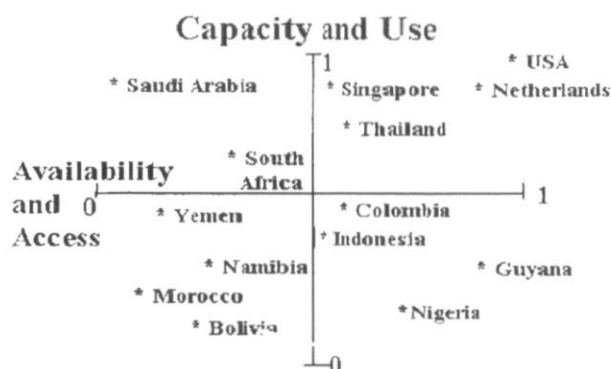 Capacity and Use
1
* USA
* Saudi Arabia
* Singapore
* Netherlands
* Thailand
Availability and Access
* South Africa
0
1
* Yemen
* Colombia
* Indonesia
* Namibia
* Guyana
* Morocco
* Nigeria
* Bolivia
0